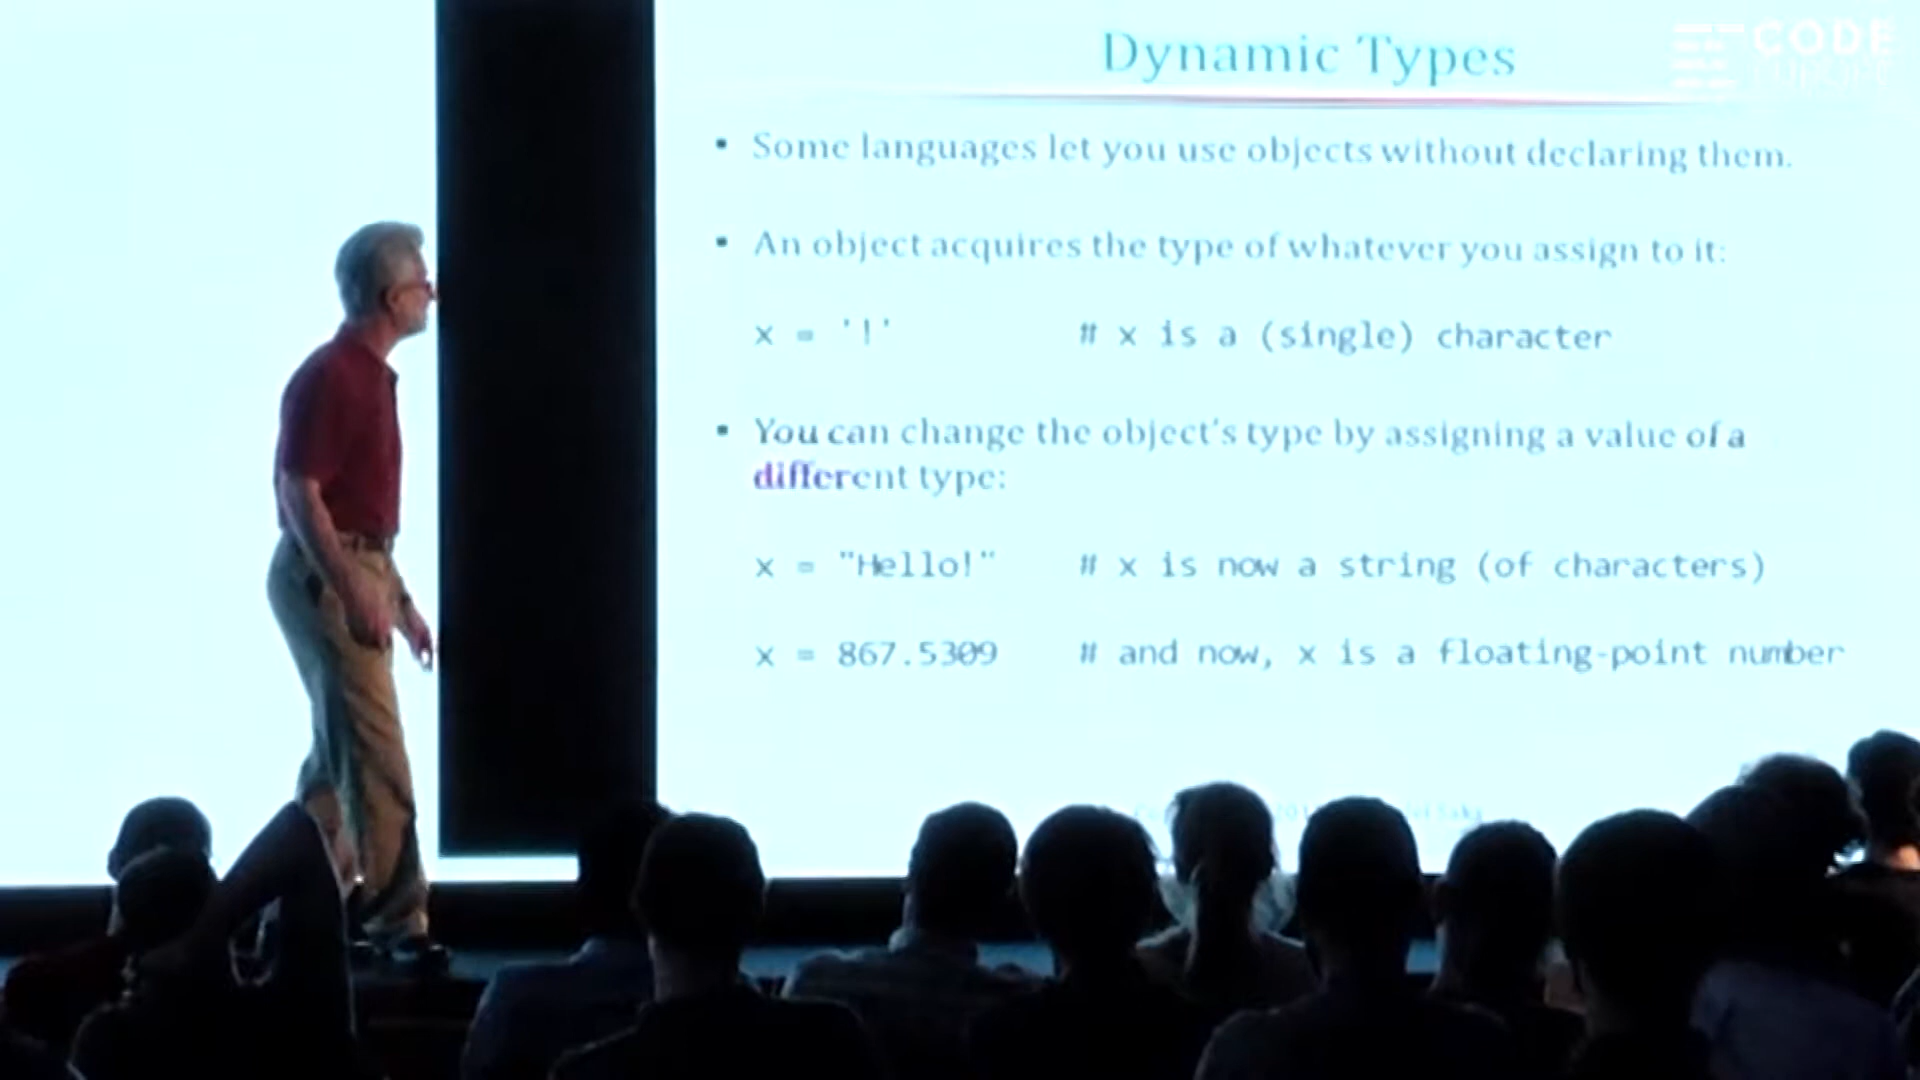 Dynamic Types
CODE
▪ Some languages let you use objects without declaring them.
▪ An object acquires the type of whatever you assign to it:
x = '!' # x is a (single) character
▪ You can change the object's type by assigning a value of a
different type:
x = "Hello!" # x is now a string (of characters)
x = 867.5309 # and now, x is a floating-point number